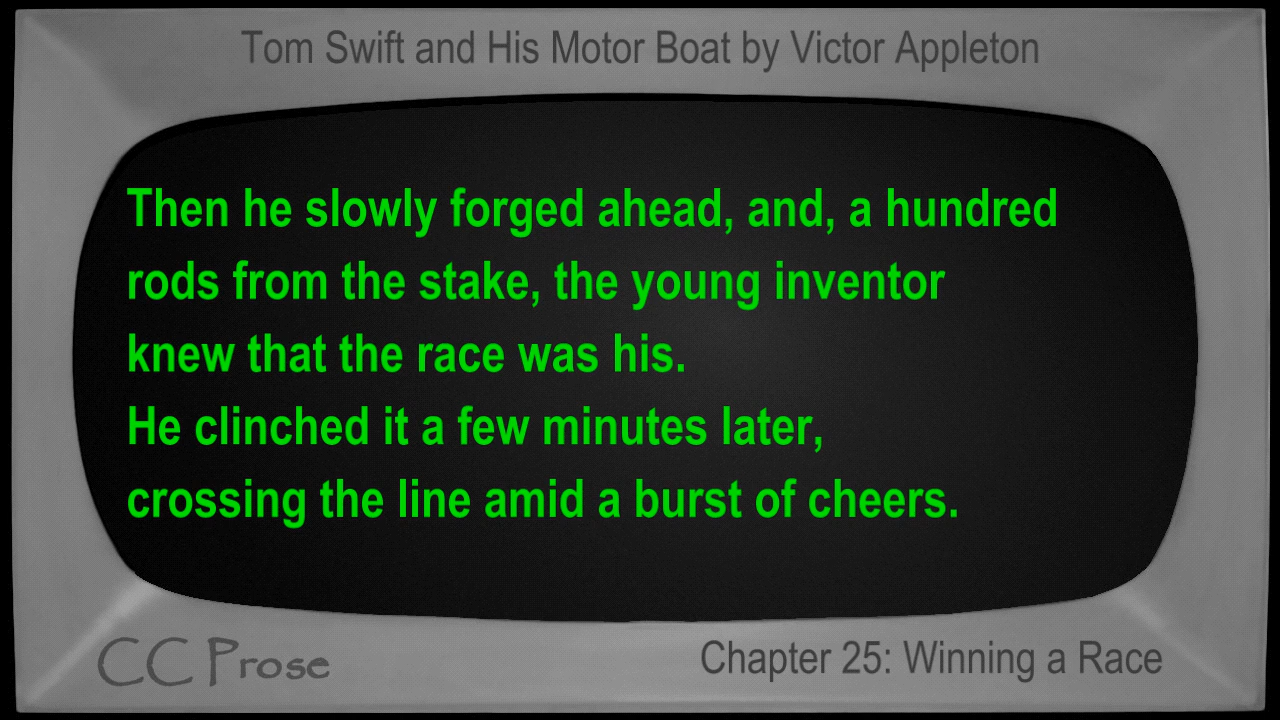 Tom Swift and His Motor Boat by Victor Appleton
Then he slowly forged ahead, and, a hundred
rods from the stake, the young inventor
knew that the race was his.
He clinched it a few minutes later,
crossing the line amid a burst of cheers.
CC Prose
Chapter 25: Winning a Race